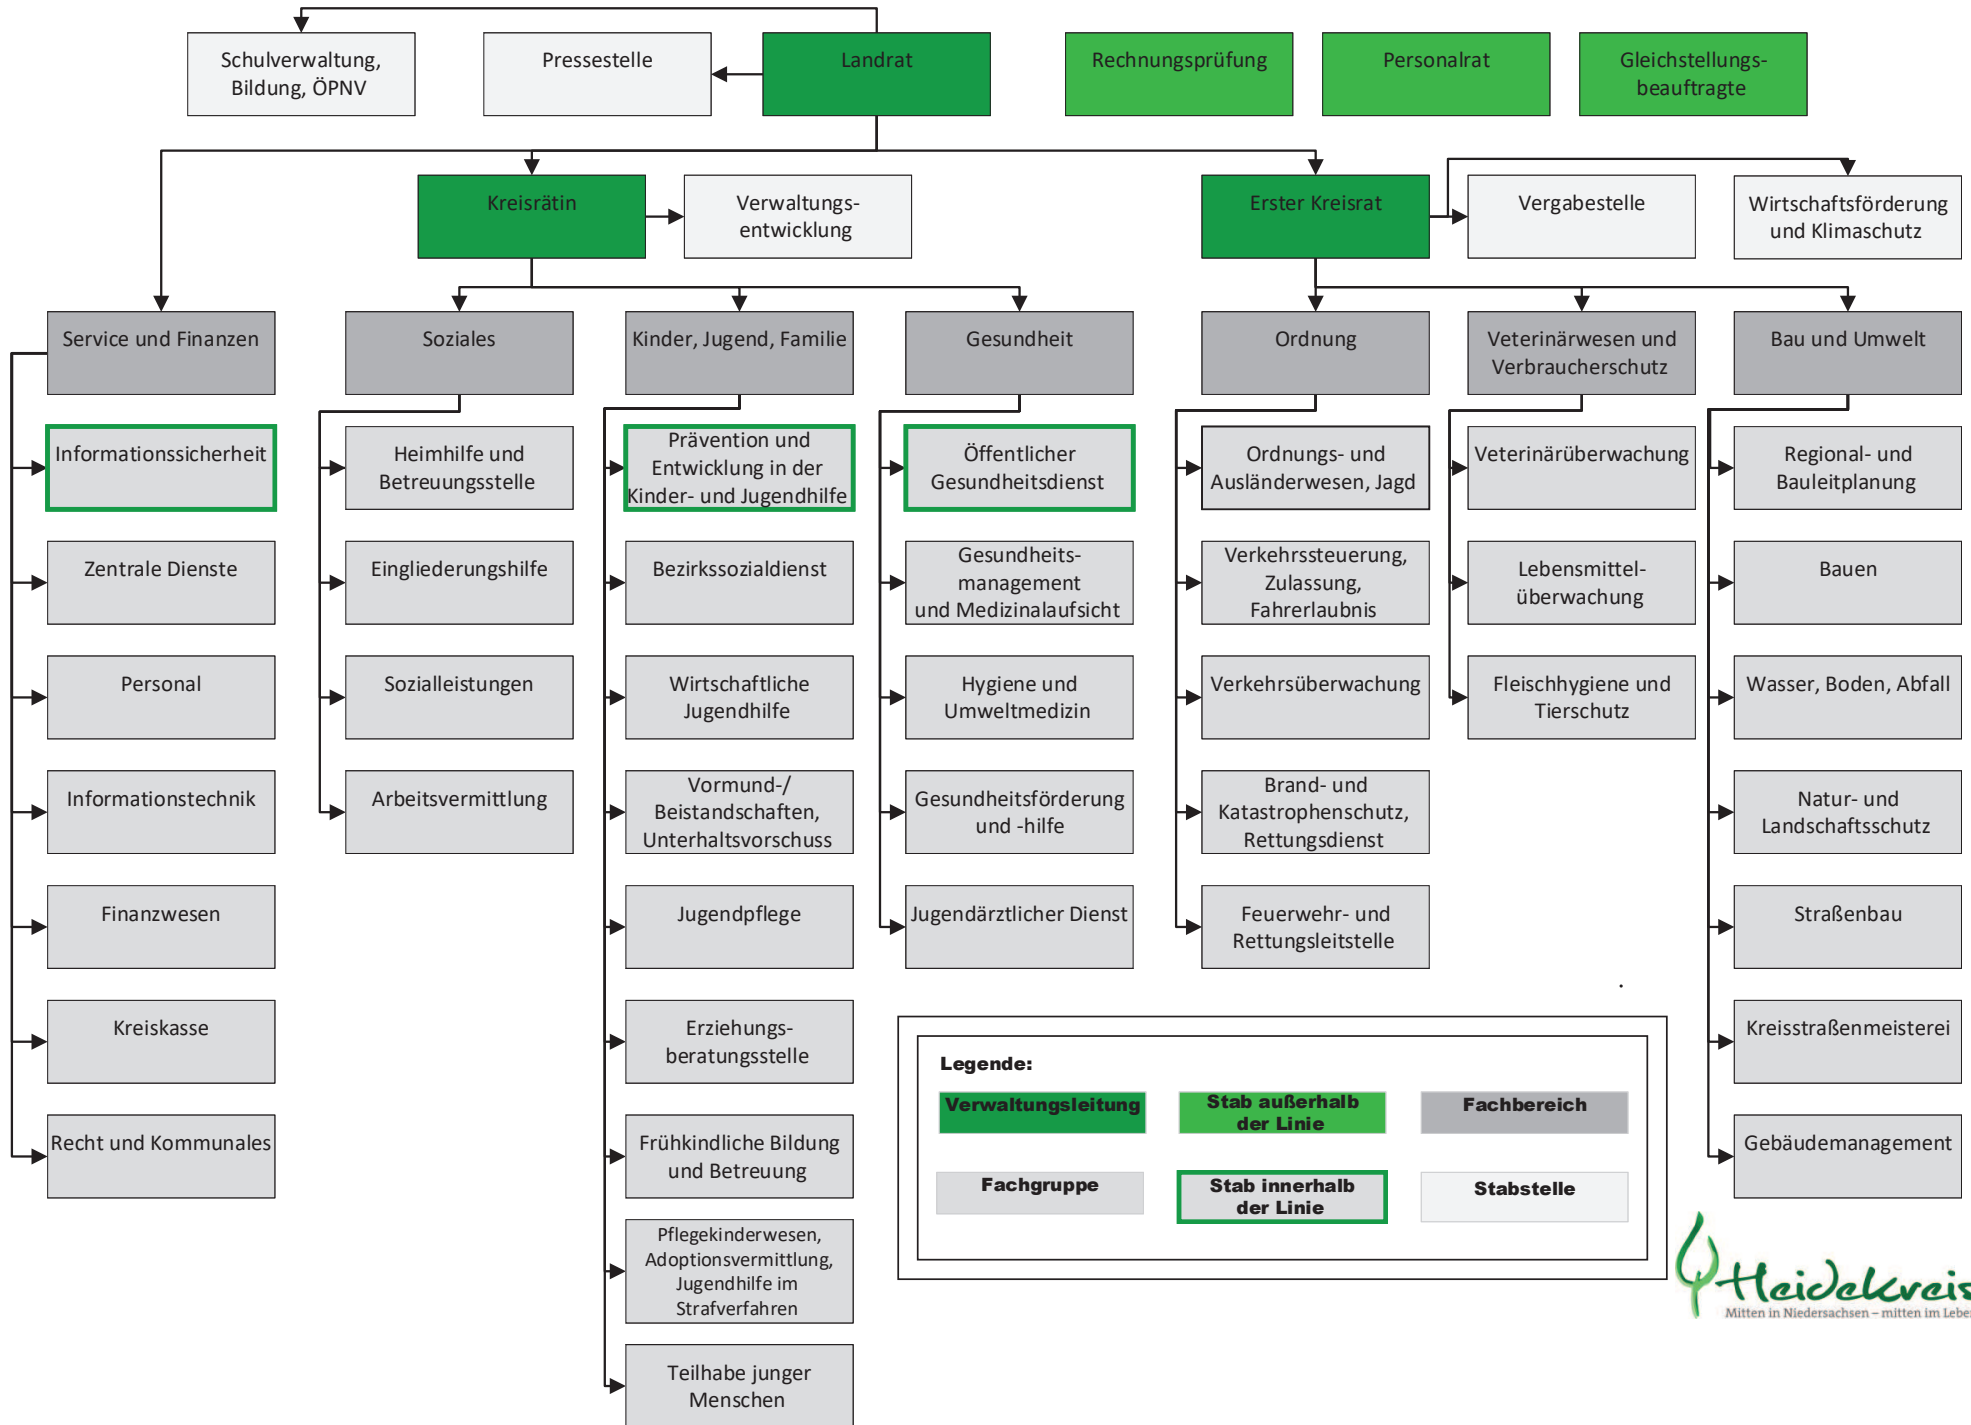 Schulverwaltung,
Bildung, ÖPNV
Pressestelle
Landrat
Rechnungsprüfung
Personalrat
Gleichstellungs-
beauftragte
Kreisrätin
Verwaltungs-
entwicklung
Erster Kreisrat
Vergabestelle
Wirtschaftsförderung
und Klimaschutz
Service und Finanzen
Soziales
Kinder, Jugend, Familie
Gesundheit
Ordnung
Veterinärwesen und
Verbraucherschutz
Bau und Umwelt
Informationssicherheit
Zentrale Dienste
Personal
Informationstechnik
Finanzwesen
Kreiskasse
Recht und Kommunales
Heimhilfe und
Betreuungsstelle
Eingliederungshilfe
Sozialleistungen
Arbeitsvermittlung
Prävention und
Entwicklung in der
Kinder- und Jugendhilfe
Bezirkssozialdienst
Wirtschaftliche
Jugendhilfe
Vormund-/
Beistandschaften,
Unterhaltsvorschuss
Jugendpflege
Erziehungs-
beratungsstelle
Frühkindliche Bildung
und Betreuung
Pflegekinderwesen,
Adoptionsvermittlung,
Jugendhilfe im
Strafverfahren
Teilhabe junger
Menschen
Öffentlicher
Gesundheitsdienst
Gesundheits-
management
und Medizinalaufsicht
Hygiene und
Umweltmedizin
Gesundheitsförderung
und -hilfe
Jugendärztlicher Dienst
Ordnungs- und
Ausländerwesen, Jagd
Verkehrssteuerung,
Zulassung,
Fahrerlaubnis
Verkehrsüberwachung
Brand- und
Katastrophenschutz,
Rettungsdienst
Feuerwehr- und
Rettungsleitstelle
Veterinärüberwachung
Lebensmittel-
überwachung
Fleischhygiene und
Tierschutz
Regional- und
Bauleitplanung
Bauen
Wasser, Boden, Abfall
Natur- und
Landschaftsschutz
Straßenbau
Kreisstraßenmeisterei
Gebäudemanagement
.
Legende:
Verwaltungsleitung
Stab außerhalb
der Linie
Fachbereich
Fachgruppe
Stab innerhalb
der Linie
Stabstelle
Heidekreis
Mitten in Niedersachsen – mitten im Leben